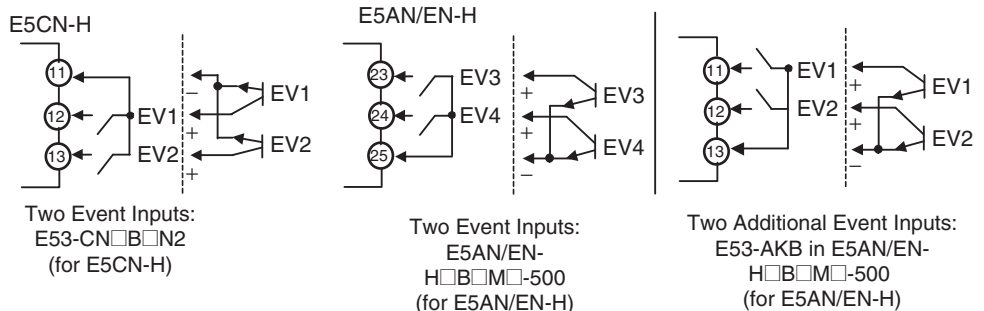 E5CN-H
11
12
13
EV1
EV2
−
+
+
EV1
EV2
Two Event Inputs:
E53-CN□B□N2
(for E5CN-H)
E5AN/EN-H
23
24
25
EV3
EV4
+
+
−
EV3
EV4
Two Event Inputs:
E5AN/EN-
H□B□M□-500
(for E5AN/EN-H)
11
12
13
EV1
EV2
+
+
−
EV1
EV2
Two Additional Event Inputs:
E53-AKB in E5AN/EN-
H□B□M□-500
(for E5AN/EN-H)